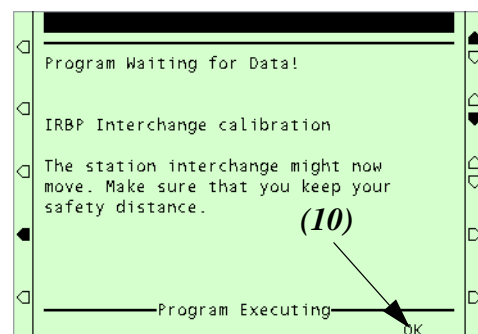 Program Waiting for Data!
IRBP Interchange calibration
The station interchange might now
move. Make sure that you keep your
safety distance.
(10)
Program Executing
OK